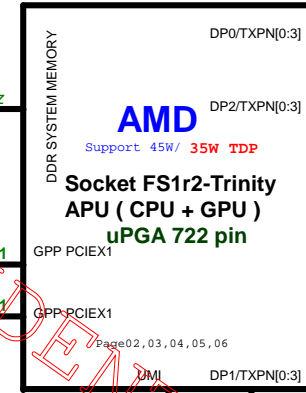 DP0/TXPN[0:3]
DDR SYSTEM MEMORY
DP2/TXPN[0:3]
AMD
Support 45W/ 35W TDP
Socket FS1r2-Trinity
APU ( CPU + GPU )
uPGA 722 pin
GPP PCIEX1
GPP PCIEX1
Page02,03,04,05,06
UMI
DP1/TXPN[0:3]